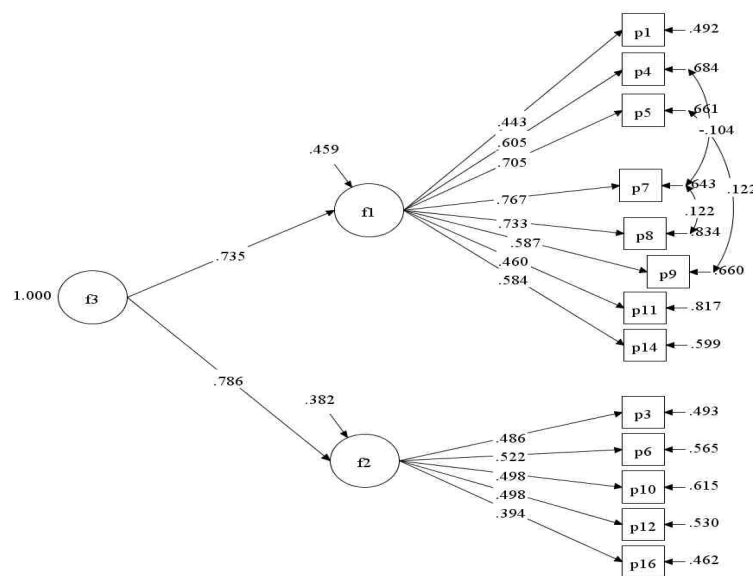 p1 .492
p4 .684
p5 .661
.443
-.104
.605
.459
.705
p7 .643
.122
.767
f1
.122
.733
p8 .834
.587
.735
p9 .660
.460
.584
1.000 f3
p11 .817
p14 .599
.786
.382
p3 .493
.486
p6 .565
.522
f2
.498
p10 .615
.498
.394
p12 .530
p16 .462